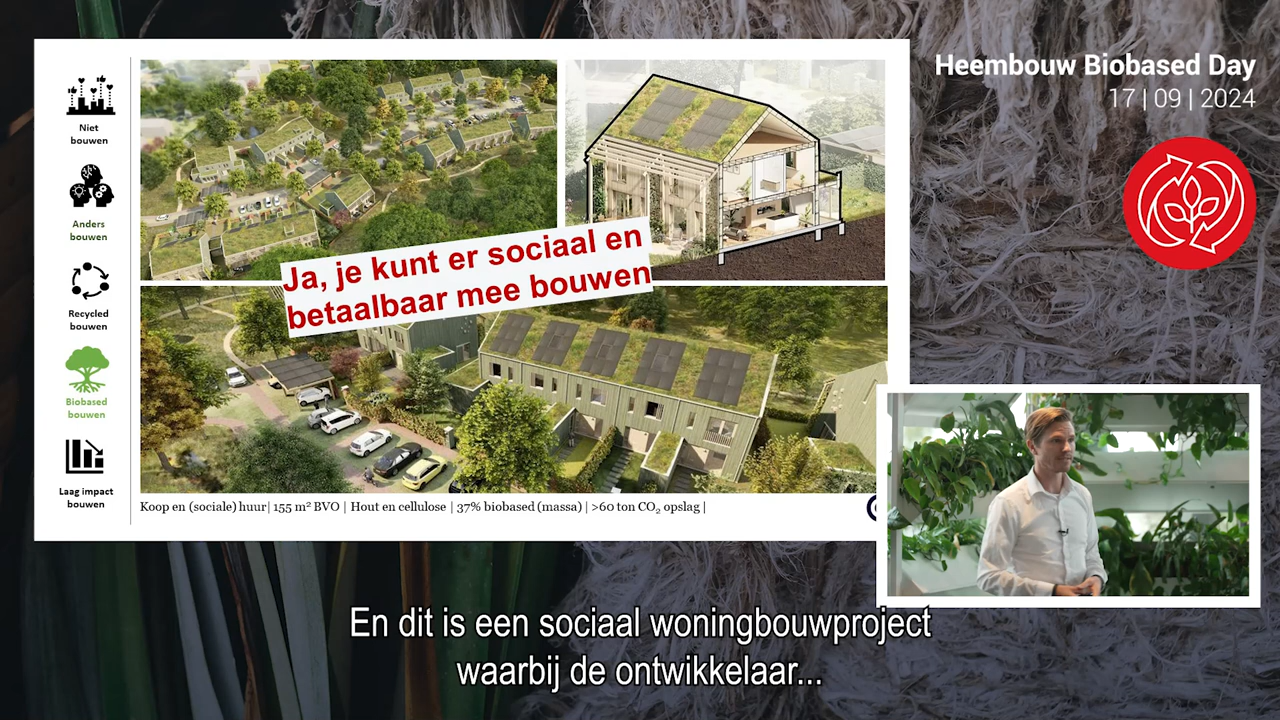 Heembouw Biobased Day
17 | 09 | 2024
Niet
bouwen
Anders
bouwen
Recycled
bouwen
Biobased
bouwen
Laag impact
bouwen
Ja, je kunt er sociaal en
betaalbaar mee bouwen
Koop en (sociale) huur| 155 m² BVO | Hout en cellulose | 37% biobased (massa) | >60 ton CO₂ opslag |
En dit is een sociaal woningbouwproject
waarbij de ontwikkelaar...